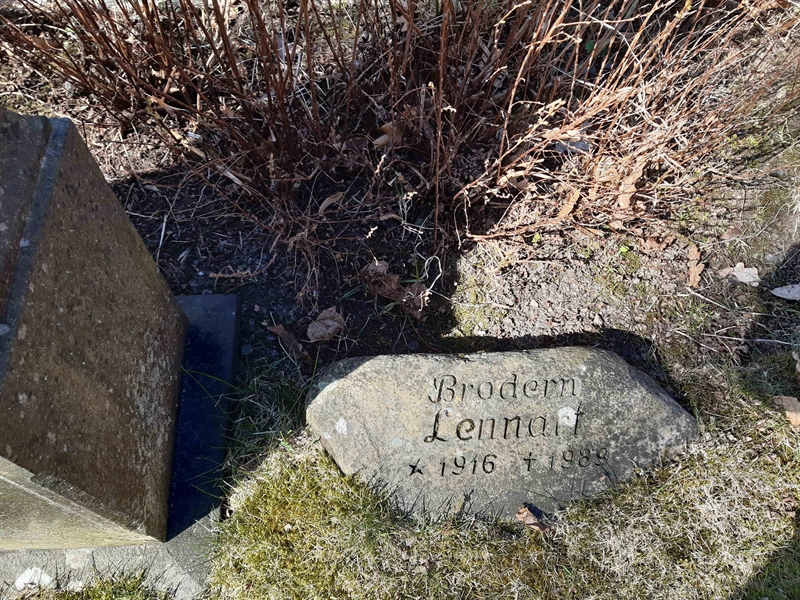 Brodern
Lennart
* 1916 † 1989